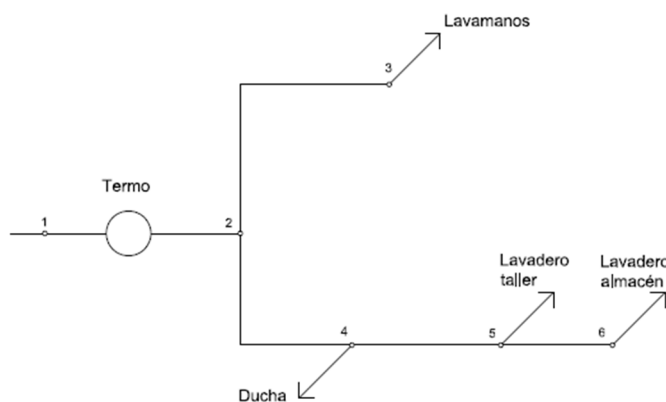 Lavamanos
3
Termo
1
2
Lavadero
taller
Lavadero
almacén
4
5
6
Ducha